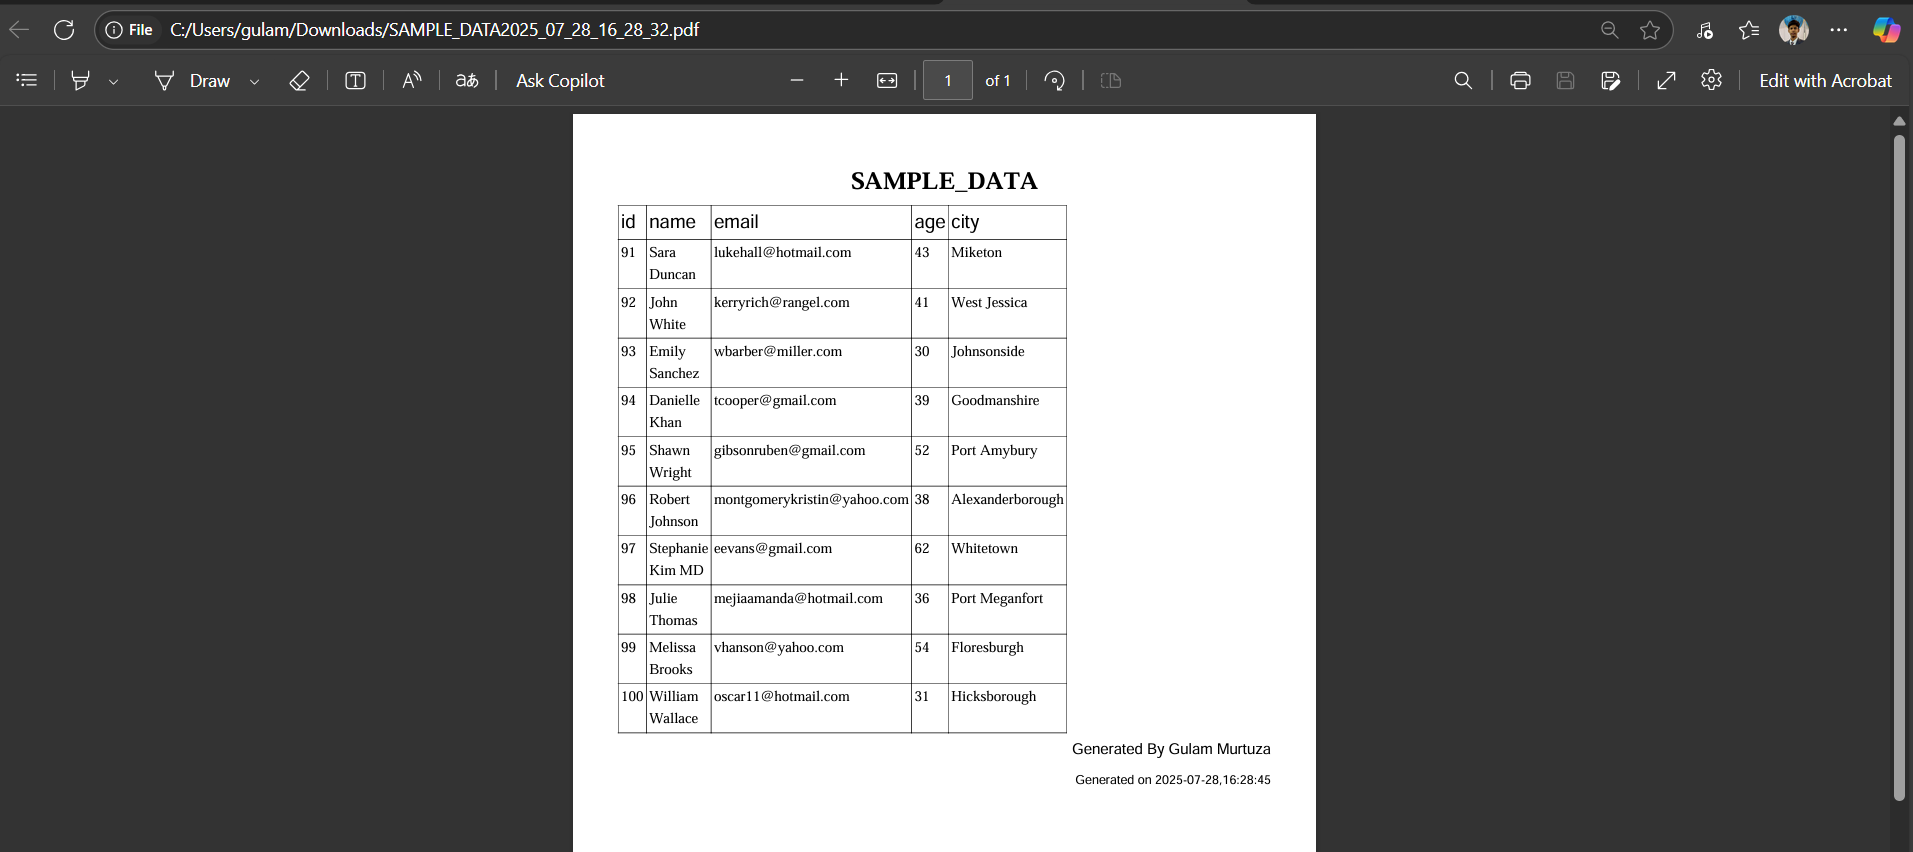 File C:/Users/gulam/Downloads/SAMPLE_DATA2025_07_28_16_28_32.pdf
Draw aあ Ask Copilot 1 of 1 Edit with Acrobat
SAMPLE_DATA
id name email age city
91 Sara Duncan lukehall@hotmail.com 43 Miketon
92 John White kerryrich@rangel.com 41 West Jessica
93 Emily Sanchez wbarber@miller.com 30 Johnsonside
94 Danielle Khan tcooper@gmail.com 39 Goodmanshire
95 Shawn Wright gibsonruben@gmail.com 52 Port Amybury
96 Robert Johnson montgomerykristin@yahoo.com 38 Alexanderborough
97 Stephanie Kim MD eevans@gmail.com 62 Whitetown
98 Julie Thomas mejiaamanda@hotmail.com 36 Port Meganfort
99 Melissa Brooks vhanson@yahoo.com 54 Floresburgh
100 William Wallace oscar11@hotmail.com 31 Hicksborough
Generated By Gulam Murtuza
Generated on 2025-07-28,16:28:45